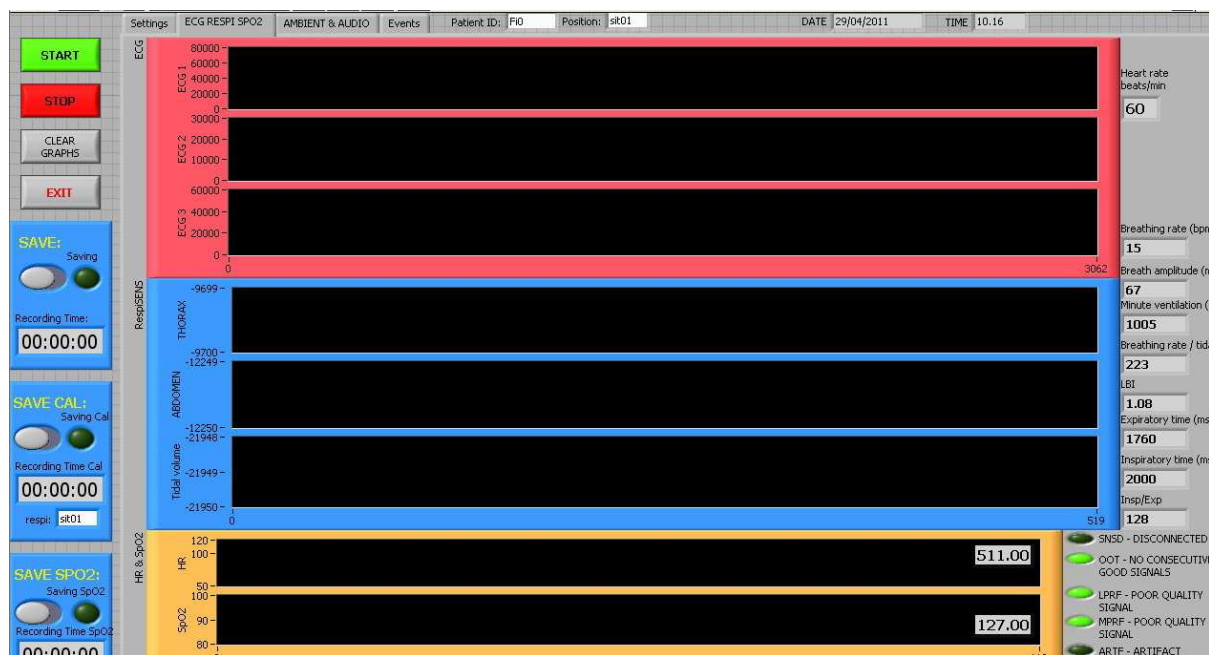 Settings ECG RESPI SPO2 AMBIENT & AUDIO Events Patient ID: Fi0 Position: sit01 DATE 29/04/2011 TIME 10.16
START
STOP
CLEAR
GRAPHS
EXIT
SAVE:
Saving
Recording Time:
00:00:00
SAVE CAL:
Saving Cal
Recording Time Cal
00:00:00
respi: sit01
SAVE SPO2:
Saving SpO2
Recording Time SpO2
00:00:00
ECG
ECG 1
80000
60000
40000
20000
0
ECG 2
30000
20000
10000
0
ECG 3
60000
40000
20000
0
0 3062
RespiSENS
THORAX
-9699
-9700
ABDOMEN
-12249
-12250
Tidal volume
-21948
-21949
-21950
0 519
HR & SpO2
HR
120
100
50
511.00
SpO2
100
90
80
127.00
Heart rate
beats/min
60
Breathing rate (bpm
15
Breath amplitude (m
67
Minute ventilation (
1005
Breathing rate / tida
223
LBI
1.08
Expiratory time (ms
1760
Inspiratory time (ms
2000
Insp/Exp
128
SNSD - DISCONNECTED
OOT - NO CONSECUTIVE
GOOD SIGNALS
LPRF - POOR QUALITY
SIGNAL
MPRF - POOR QUALITY
SIGNAL
ARTF - ARTIFACT